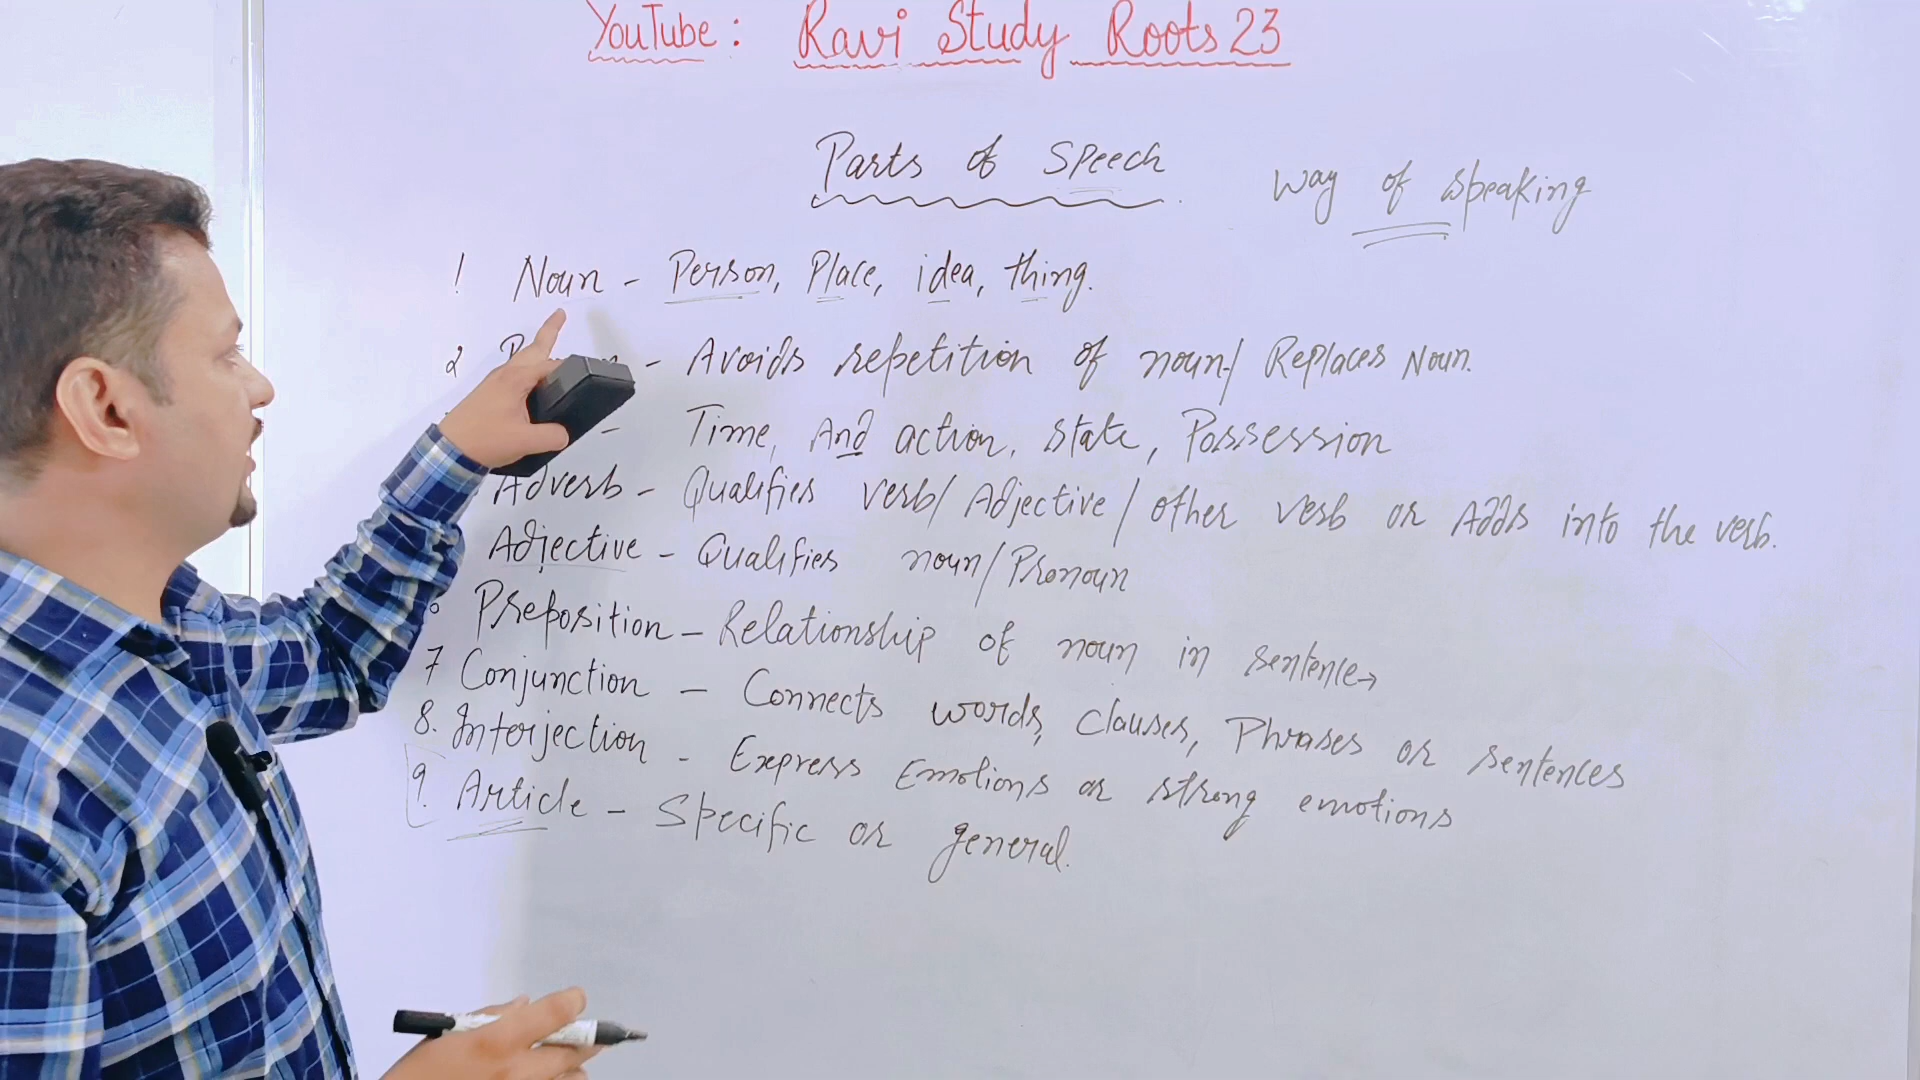 YouTube: Ravi Study Roots 23
Parts of Speech
Way of speaking
1 Noun - Person, Place, idea, thing.
2 - Avoids repetition of noun/ Replaces Noun.
- Time, And action, state, Possession
Adverb - Qualifies verb/ Adjective/ other verb or Adds into the verb.
Adjective - Qualifies noun/Pronoun
6 Preposition - Relationship of noun in sentence→
7 Conjunction - Connects words, clauses, Phrases or sentences
8. Interjection - Express Emotions or strong emotions
9. Article - Specific or general.